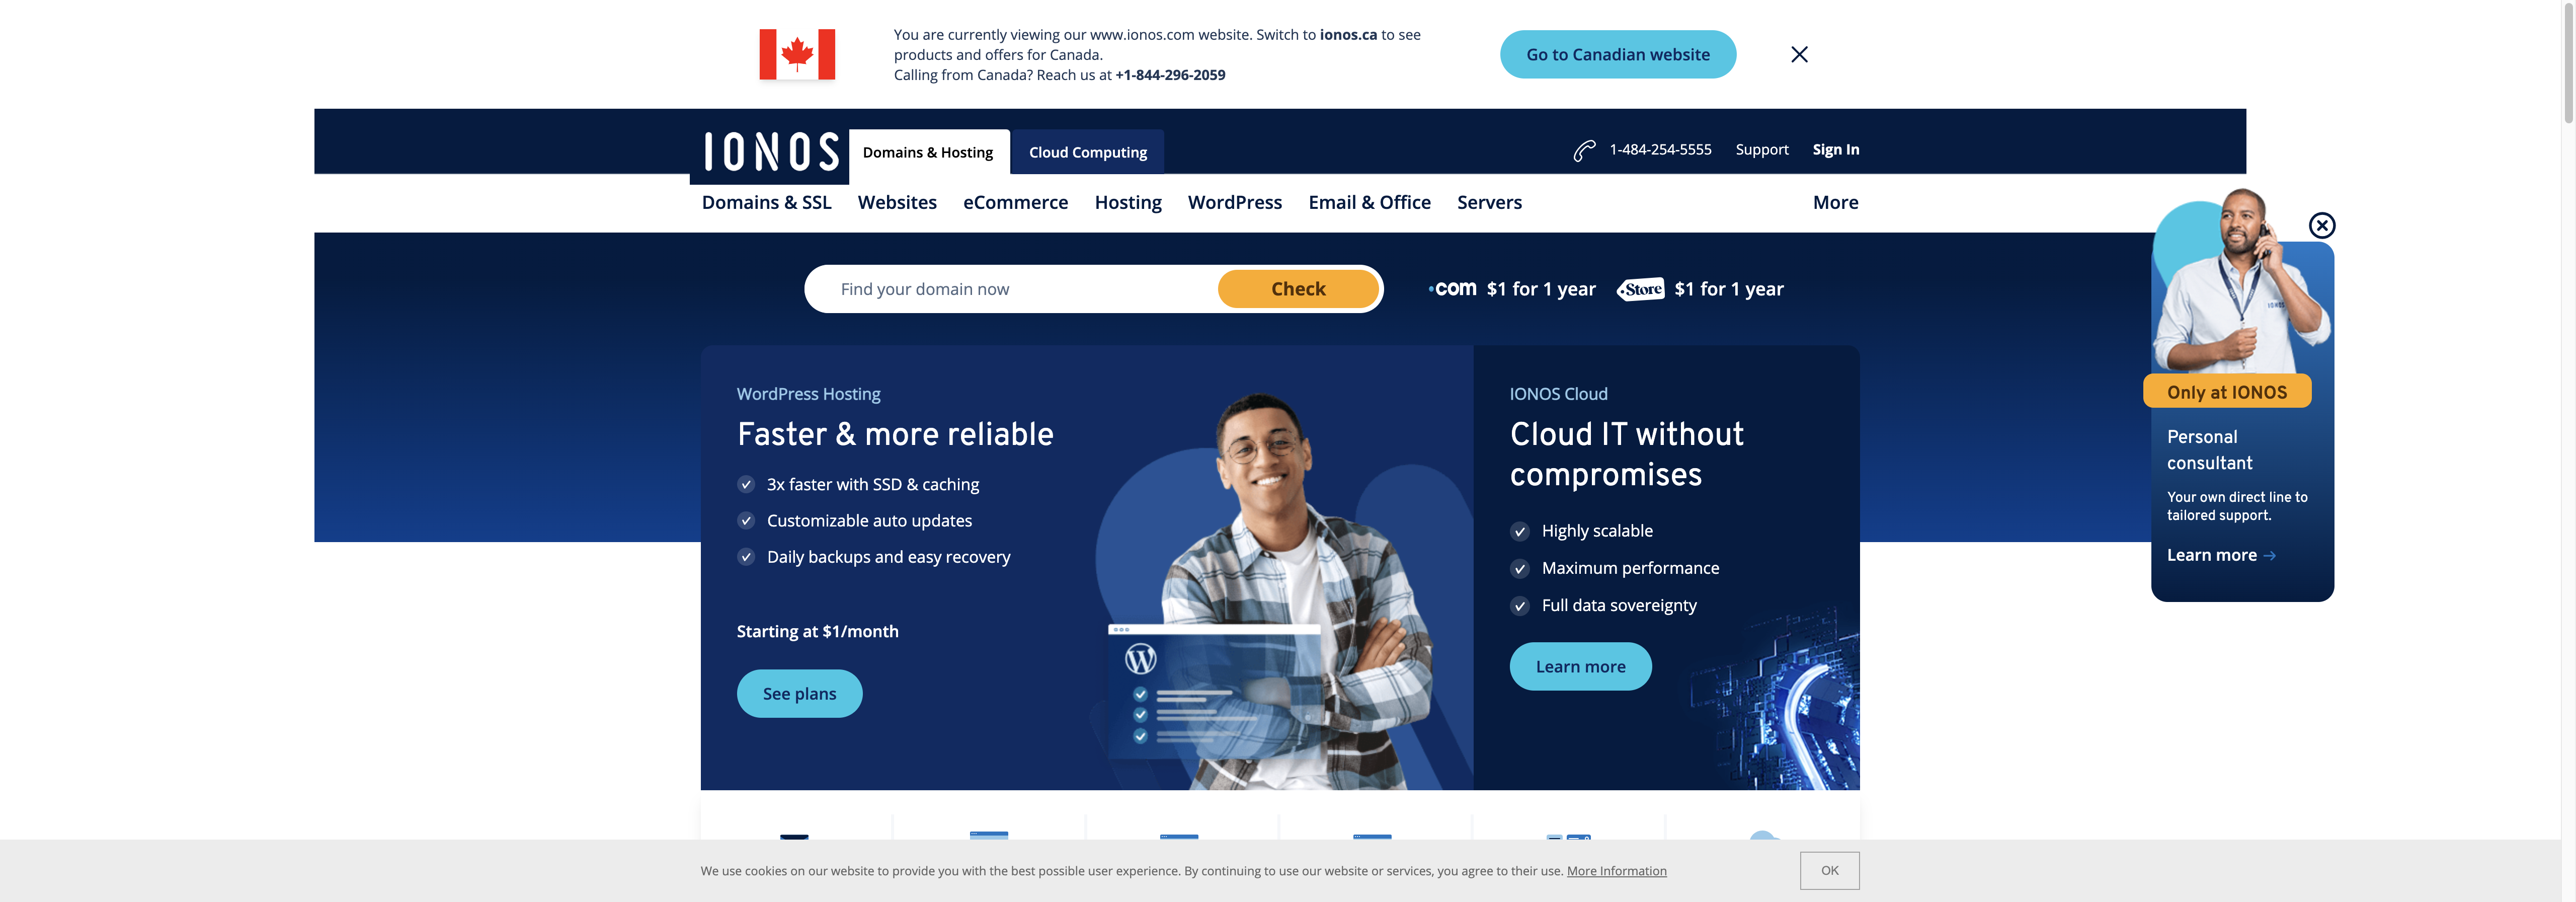 You are currently viewing our www.ionos.com website. Switch to ionos.ca to see
products and offers for Canada.
Calling from Canada? Reach us at +1-844-296-2059
Go to Canadian website
IONOS
Domains & Hosting
Cloud Computing
1-484-254-5555
Support
Sign In
Domains & SSL
Websites
eCommerce
Hosting
WordPress
Email & Office
Servers
More
Find your domain now
Check
.com $1 for 1 year
.Store $1 for 1 year
WordPress Hosting
Faster & more reliable
3x faster with SSD & caching
Customizable auto updates
Daily backups and easy recovery
Starting at $1/month
See plans
W
IONOS Cloud
Cloud IT without
compromises
Highly scalable
Maximum performance
Full data sovereignty
Learn more
IONOS
Only at IONOS
Personal
consultant
Your own direct line to
tailored support.
Learn more →
We use cookies on our website to provide you with the best possible user experience. By continuing to use our website or services, you agree to their use. More Information
OK